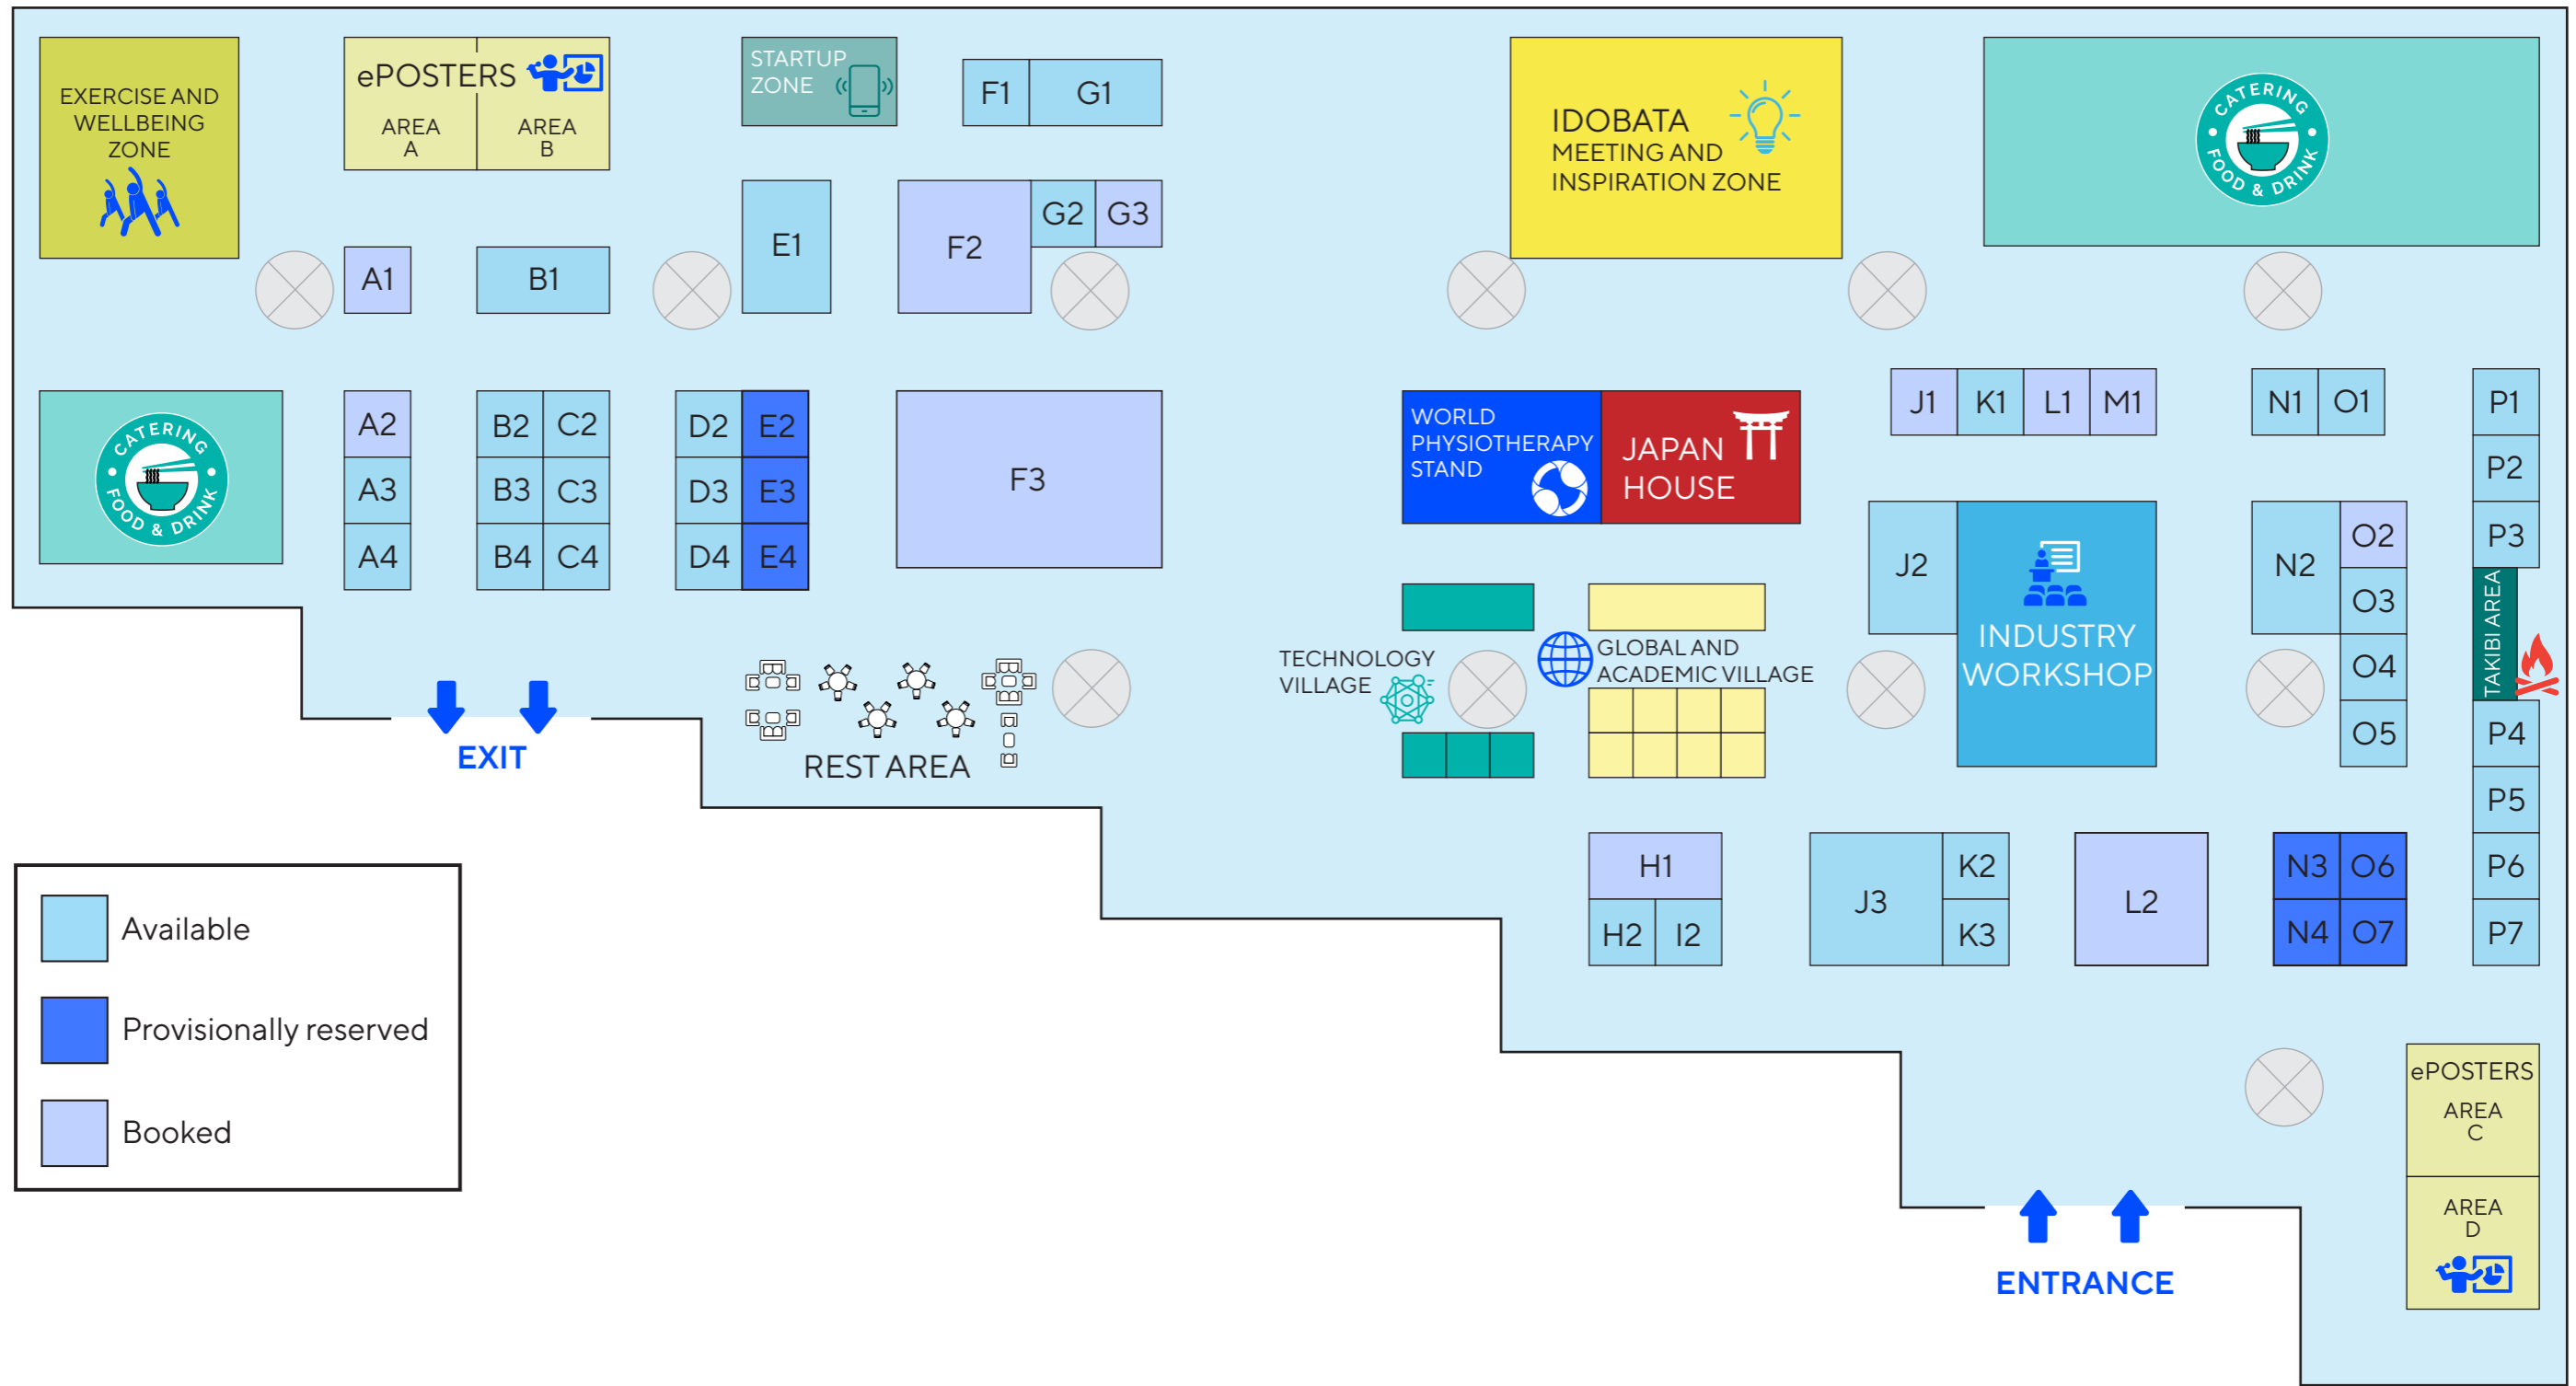 EXERCISE AND
WELLBEING
ZONE
ePOSTERS
AREA
A
AREA
B
STARTUP
ZONE
F1
G1
IDOBATA
MEETING AND
INSPIRATION ZONE
CATERING
FOOD & DRINK
A1
B1
E1
F2
G2
G3
CATERING
FOOD & DRINK
A2
A3
A4
B2
C2
B3
C3
B4
C4
D2
E2
D3
E3
D4
E4
F3
WORLD
PHYSIOTHERAPY
STAND
JAPAN
HOUSE
J1
K1
L1
M1
N1
O1
P1
P2
P3
J2
INDUSTRY
WORKSHOP
N2
O2
O3
O4
O5
TAKIBI AREA
P4
P5
P6
P7
TECHNOLOGY
VILLAGE
GLOBAL AND
ACADEMIC VILLAGE
EXIT
REST AREA
H1
H2
I2
J3
K2
K3
L2
N3
O6
N4
O7
Available
Provisionally reserved
Booked
ePOSTERS
AREA
C
AREA
D
ENTRANCE